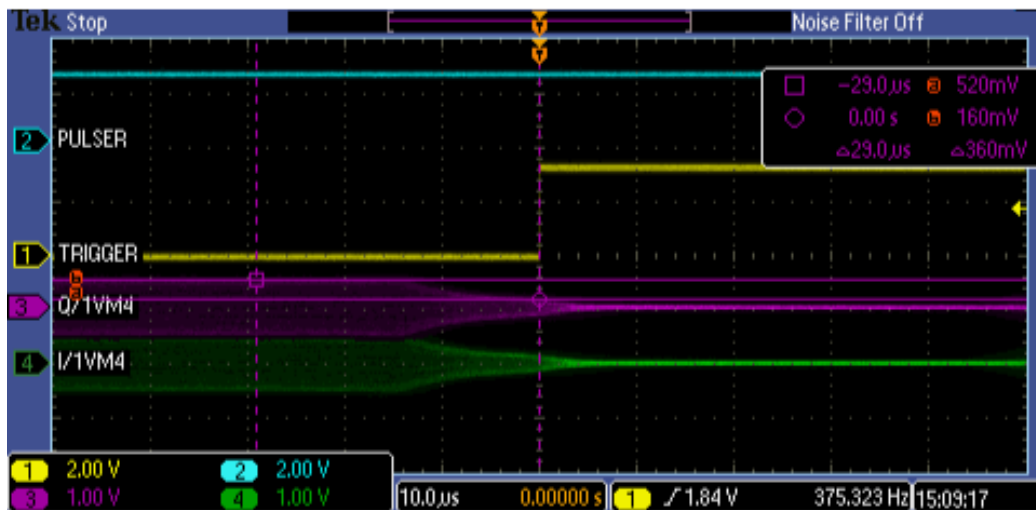 Tek Stop Noise Filter Off
T
T
−29.0µs a 520mV
0.00 s b 160mV
△29.0µs △360mV
2 PULSER
1 TRIGGER
b
a
3 Q/1VM4
4 I/1VM4
1 2.00 V 2 2.00 V
3 1.00 V 4 1.00 V
10.0µs 0.00000 s 1 1.84 V 375.323 Hz 15:09:17